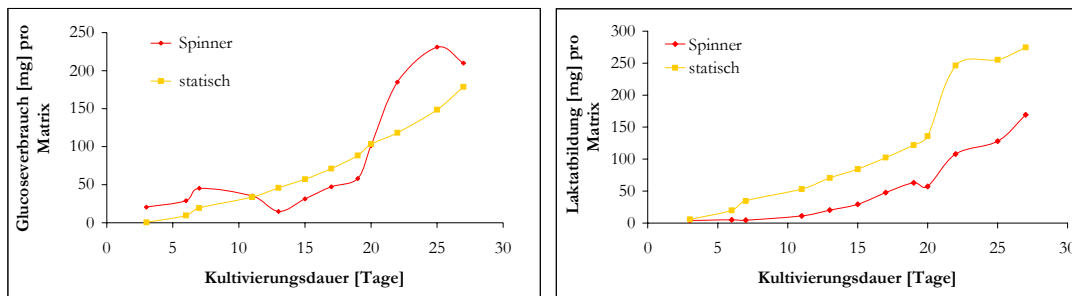 Glucoseverbrauch [mg] pro
Matrix
250
200
150
100
50
0
Spinner
statisch
0 5 10 15 20 25 30
Kultivierungsdauer [Tage]
Laktatbildung [mg] pro
Matrix
300
250
200
150
100
50
0
Spinner
statisch
0 5 10 15 20 25 30
Kultivierungsdauer [Tage]